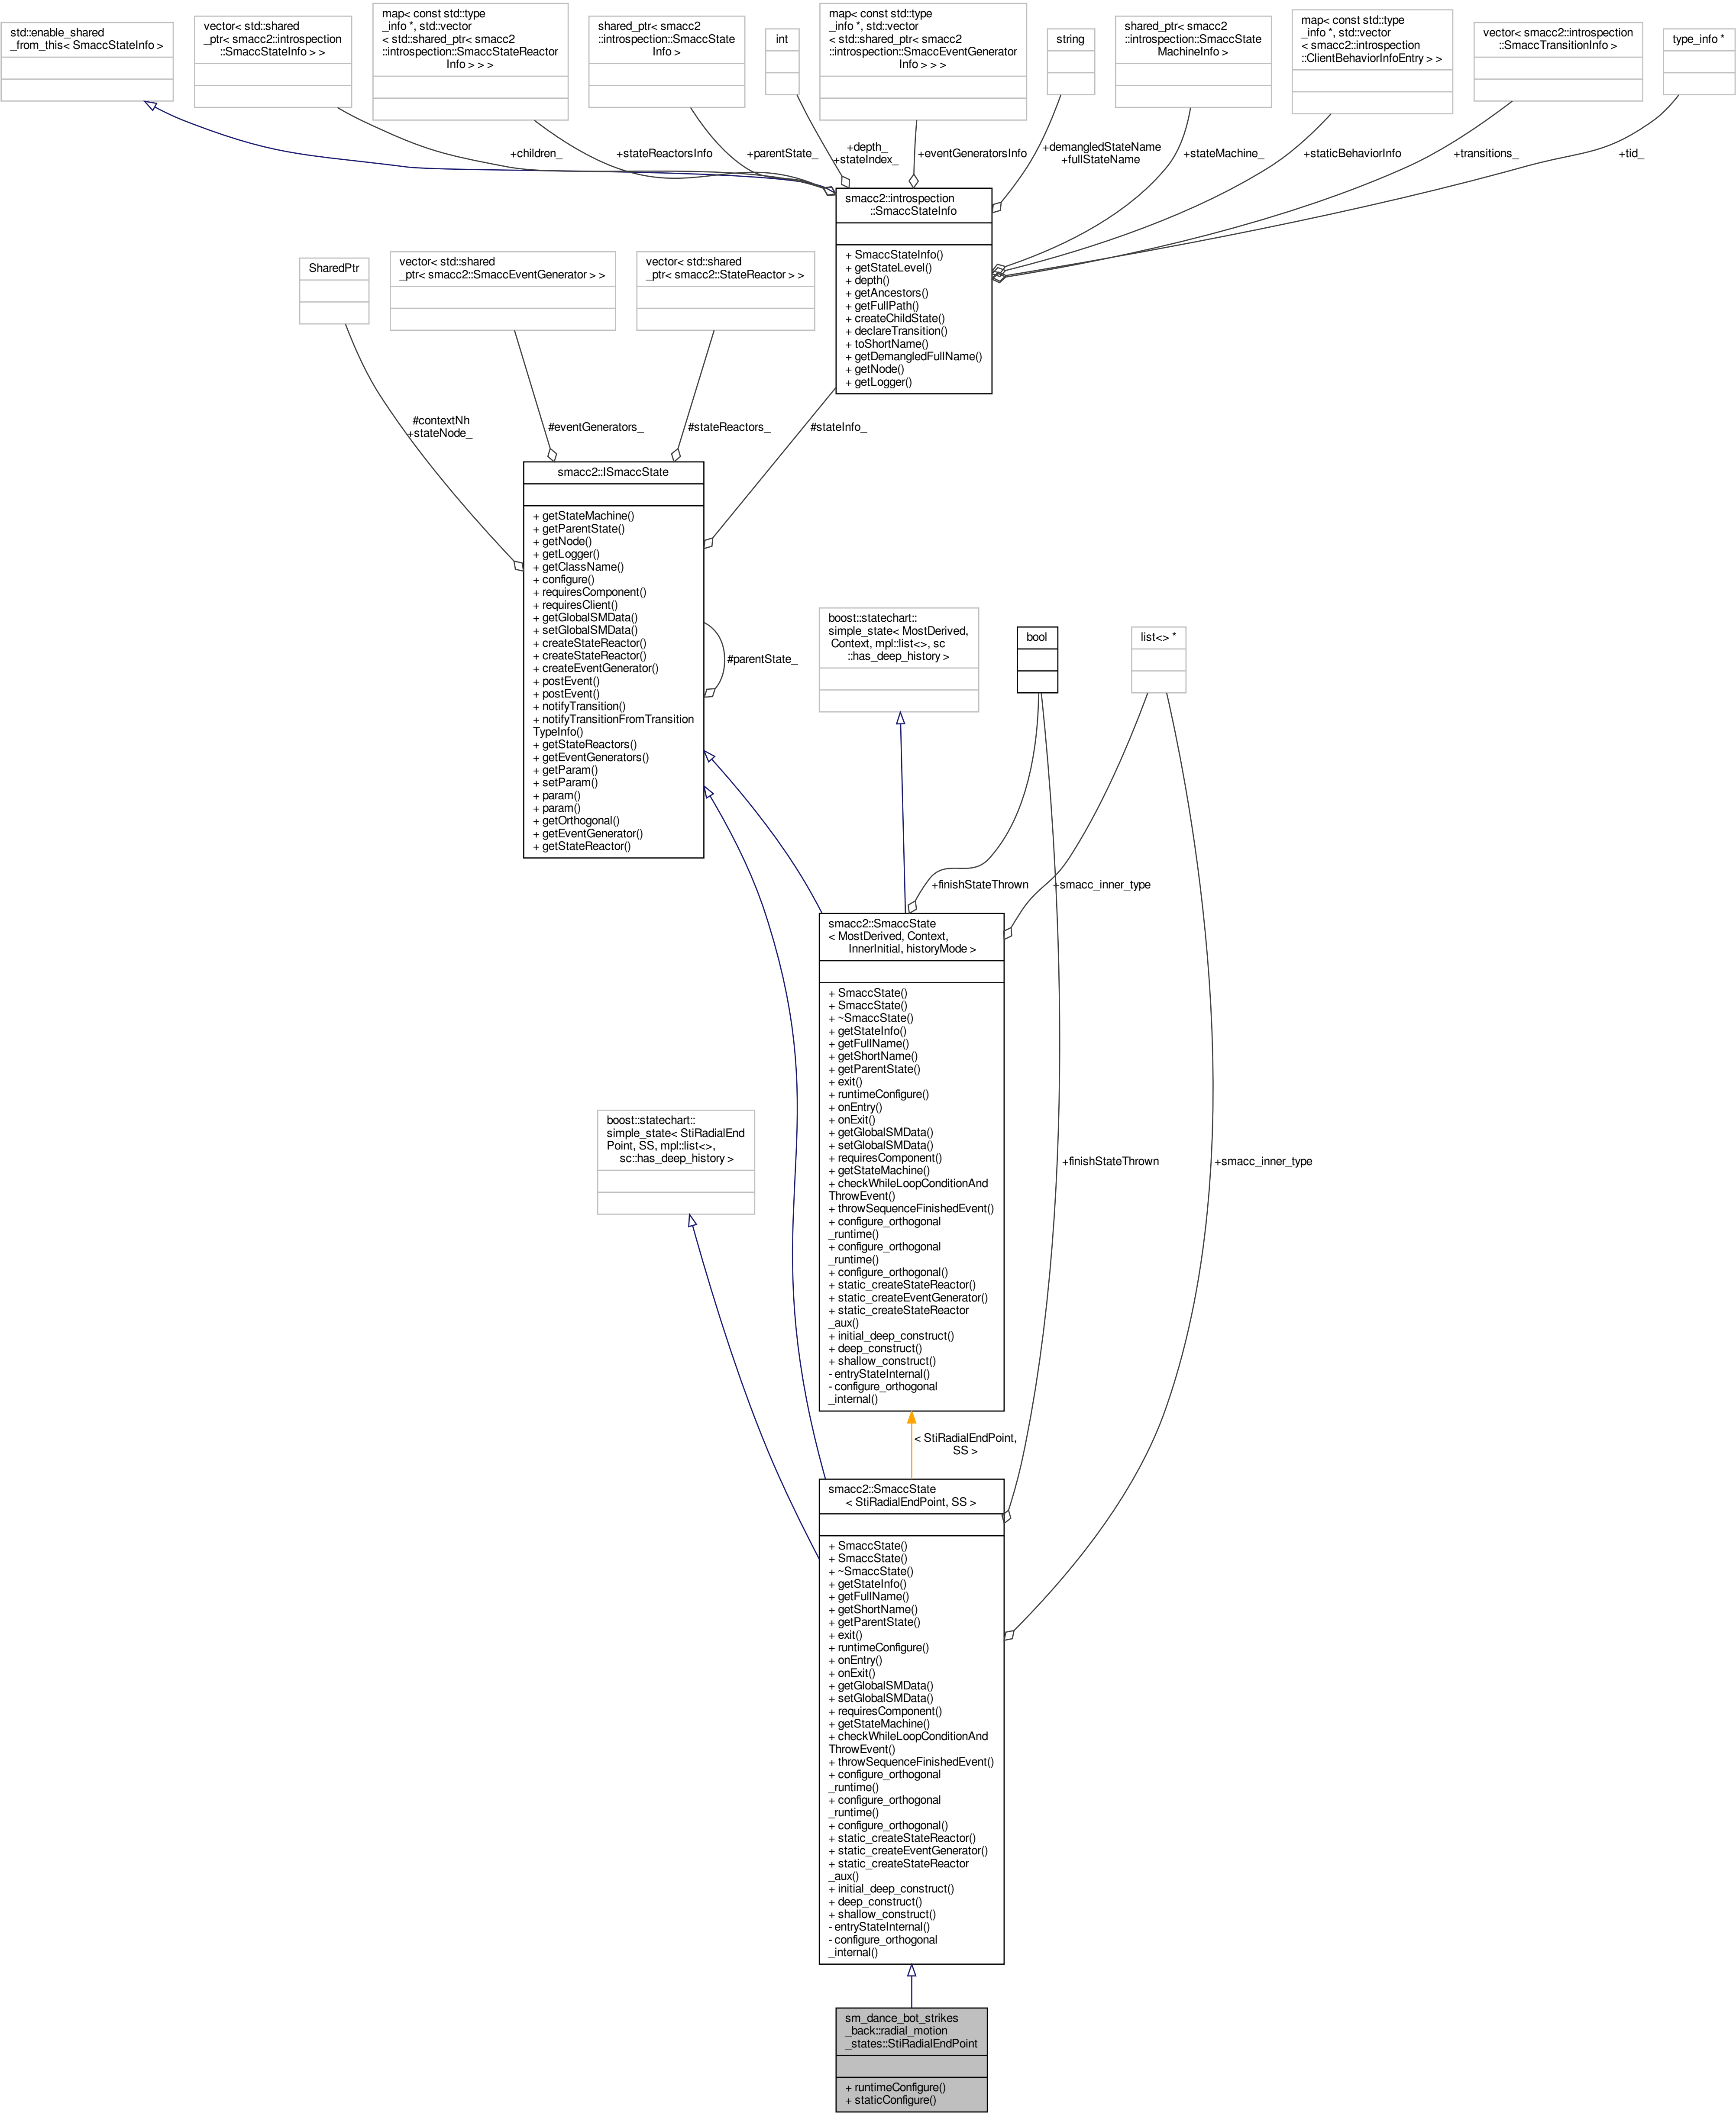 std::enable_shared
_from_this< SmaccStateInfo >
vector< std::shared
_ptr< smacc2::introspection
::SmaccStateInfo > >
map< const std::type
_info *, std::vector
< std::shared_ptr< smacc2
::introspection::SmaccStateReactor
Info > > >
shared_ptr< smacc2
::introspection::SmaccState
Info >
int
map< const std::type
_info *, std::vector
< std::shared_ptr< smacc2
::introspection::SmaccEventGenerator
Info > > >
string
shared_ptr< smacc2
::introspection::SmaccState
MachineInfo >
map< const std::type
_info *, std::vector
< smacc2::introspection
::ClientBehaviorInfoEntry > >
vector< smacc2::introspection
::SmaccTransitionInfo >
type_info *
+children_
+stateReactorsInfo
+parentState_
+depth_
+stateIndex_
+eventGeneratorsInfo
+demangledStateName
+fullStateName
+stateMachine_
+staticBehaviorInfo
+transitions_
+tid_
smacc2::introspection
::SmaccStateInfo
+ SmaccStateInfo()
+ getStateLevel()
+ depth()
+ getAncestors()
+ getFullPath()
+ createChildState()
+ declareTransition()
+ toShortName()
+ getDemangledFullName()
+ getNode()
+ getLogger()
SharedPtr
vector< std::shared
_ptr< smacc2::SmaccEventGenerator > >
vector< std::shared
_ptr< smacc2::StateReactor > >
#contextNh
+stateNode_
#eventGenerators_
#stateReactors_
#stateInfo_
smacc2::ISmaccState
+ getStateMachine()
+ getParentState()
+ getNode()
+ getLogger()
+ getClassName()
+ configure()
+ requiresComponent()
+ requiresClient()
+ getGlobalSMData()
+ setGlobalSMData()
+ createStateReactor()
+ createStateReactor()
+ createEventGenerator()
+ postEvent()
+ postEvent()
+ notifyTransition()
+ notifyTransitionFromTransition
TypeInfo()
+ getStateReactors()
+ getEventGenerators()
+ getParam()
+ setParam()
+ param()
+ param()
+ getOrthogonal()
+ getEventGenerator()
+ getStateReactor()
#parentState_
boost::statechart::
simple_state< MostDerived,
Context, mpl::list<>, sc
::has_deep_history >
bool
list<> *
+finishStateThrown
+smacc_inner_type
smacc2::SmaccState
< MostDerived, Context,
InnerInitial, historyMode >
+ SmaccState()
+ SmaccState()
+ ~SmaccState()
+ getStateInfo()
+ getFullName()
+ getShortName()
+ getParentState()
+ exit()
+ runtimeConfigure()
+ onEntry()
+ onExit()
+ getGlobalSMData()
+ setGlobalSMData()
+ requiresComponent()
+ getStateMachine()
+ checkWhileLoopConditionAnd
ThrowEvent()
+ throwSequenceFinishedEvent()
+ configure_orthogonal
_runtime()
+ configure_orthogonal
_runtime()
+ configure_orthogonal()
+ static_createStateReactor()
+ static_createEventGenerator()
+ static_createStateReactor
_aux()
+ initial_deep_construct()
+ deep_construct()
+ shallow_construct()
- entryStateInternal()
- configure_orthogonal
_internal()
boost::statechart::
simple_state< StiRadialEnd
Point, SS, mpl::list<>,
sc::has_deep_history >
+finishStateThrown
+smacc_inner_type
< StiRadialEndPoint,
SS >
smacc2::SmaccState
< StiRadialEndPoint, SS >
+ SmaccState()
+ SmaccState()
+ ~SmaccState()
+ getStateInfo()
+ getFullName()
+ getShortName()
+ getParentState()
+ exit()
+ runtimeConfigure()
+ onEntry()
+ onExit()
+ getGlobalSMData()
+ setGlobalSMData()
+ requiresComponent()
+ getStateMachine()
+ checkWhileLoopConditionAnd
ThrowEvent()
+ throwSequenceFinishedEvent()
+ configure_orthogonal
_runtime()
+ configure_orthogonal
_runtime()
+ configure_orthogonal()
+ static_createStateReactor()
+ static_createEventGenerator()
+ static_createStateReactor
_aux()
+ initial_deep_construct()
+ deep_construct()
+ shallow_construct()
- entryStateInternal()
- configure_orthogonal
_internal()
sm_dance_bot_strikes
_back::radial_motion
_states::StiRadialEndPoint
+ runtimeConfigure()
+ staticConfigure()